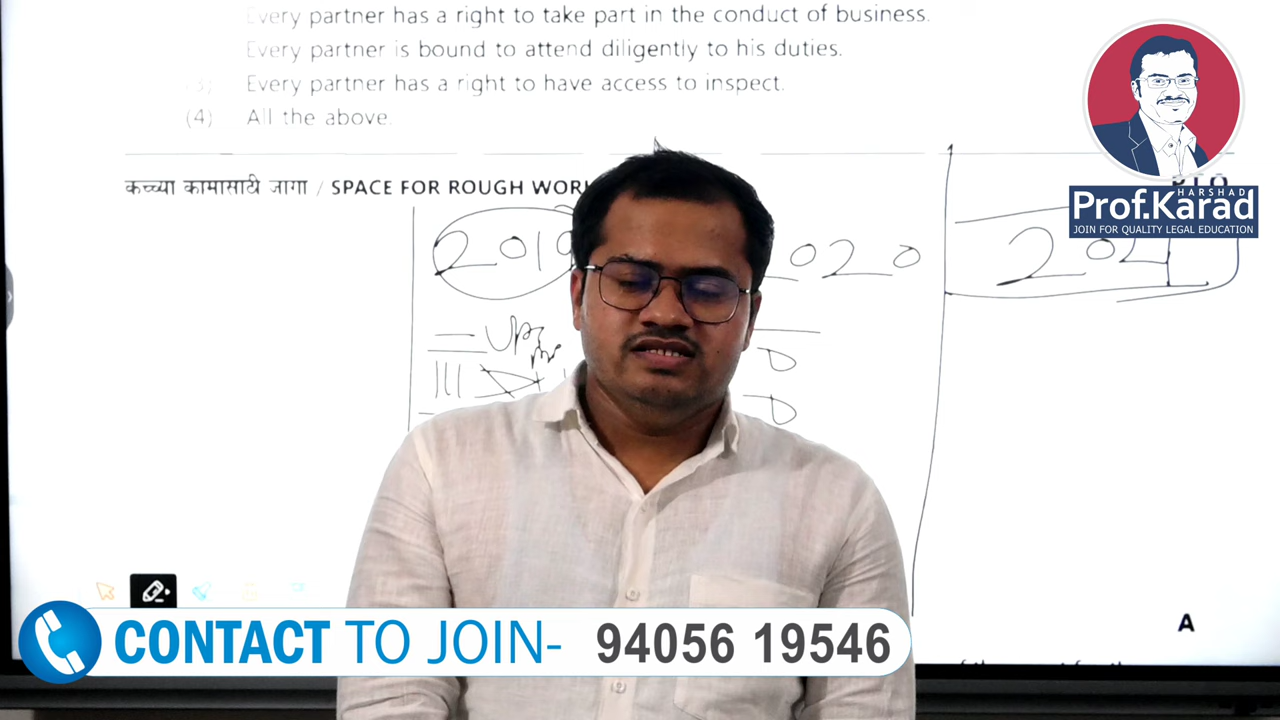 Every partner has a right to take part in the conduct of business.
Every partner is bound to attend diligently to his duties.
(3) Every partner has a right to have access to inspect.
(4) All the above.
कच्च्या कामासाठी जागा / SPACE FOR ROUGH WORK
P.T.O
HARSHAD
Prof.Karad
JOIN FOR QUALITY LEGAL EDUCATION
2019
2020
D
D
A
CONTACT TO JOIN- 94056 19546